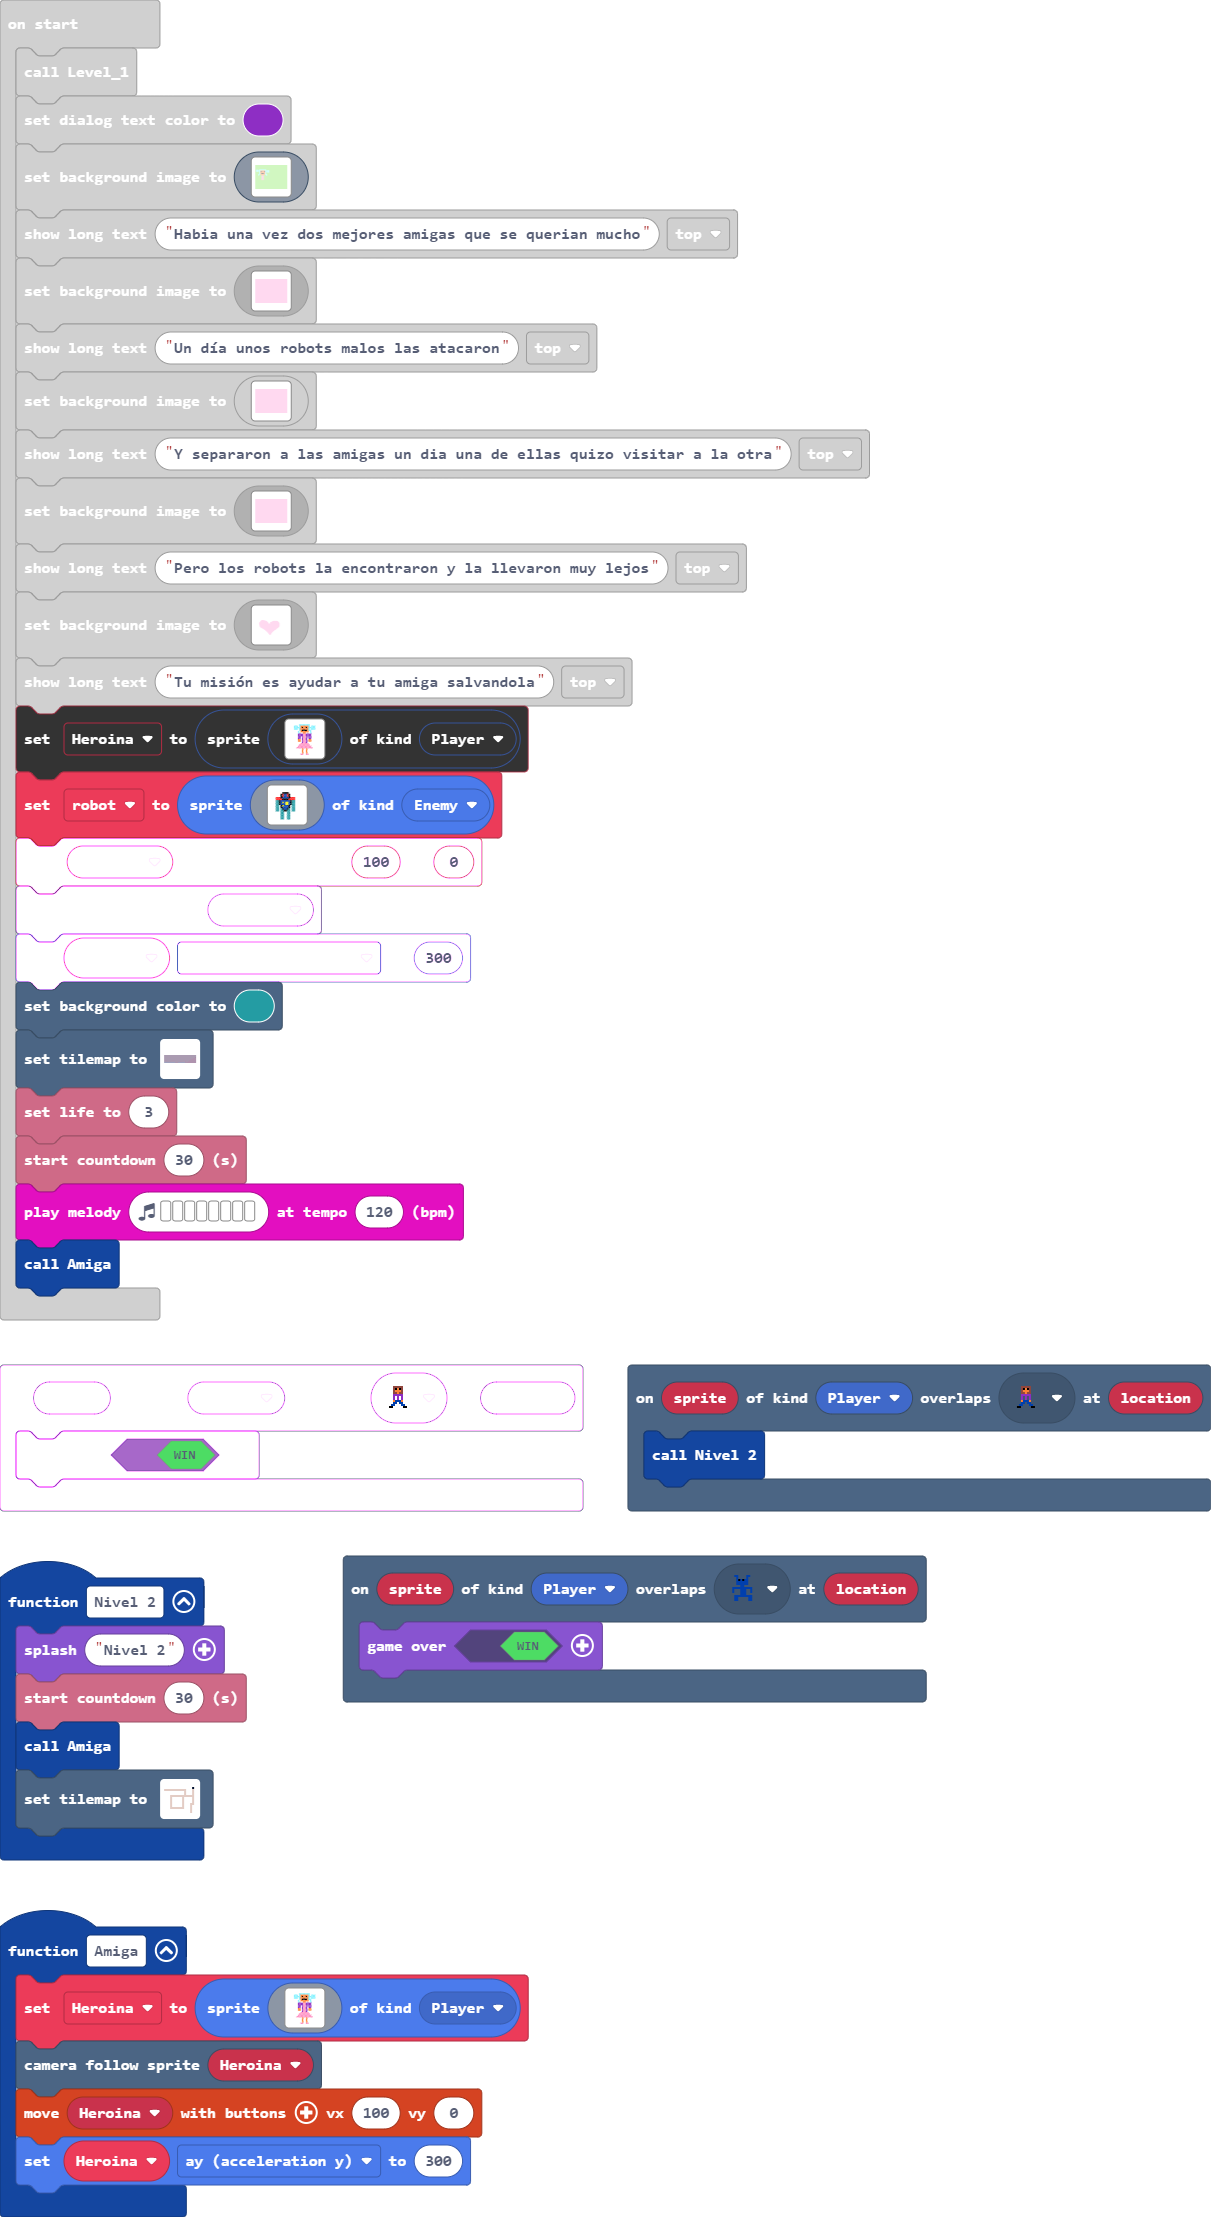 on start
call Level_1
set dialog text color to
set background image to
show long text "Habia una vez dos mejores amigas que se querian mucho" top
set background image to
show long text "Un día unos robots malos las atacaron" top
set background image to
show long text "Y separaron a las amigas un dia una de ellas quizo visitar a la otra" top
set background image to
show long text "Pero los robots la encontraron y la llevaron muy lejos" top
set background image to
show long text "Tu misión es ayudar a tu amiga salvandola" top
set Heroina to sprite of kind Player
set robot to sprite of kind Enemy
100 0
300
set background color to
set tilemap to
set life to 3
start countdown 30 (s)
play melody at tempo 120 (bpm)
call Amiga
on sprite of kind Player overlaps at location
WIN
call Nivel 2
function Nivel 2
splash "Nivel 2"
start countdown 30 (s)
call Amiga
set tilemap to
on sprite of kind Player overlaps at location
game over WIN
function Amiga
set Heroina to sprite of kind Player
camera follow sprite Heroina
move Heroina with buttons vx 100 vy 0
set Heroina ay (acceleration y) to 300